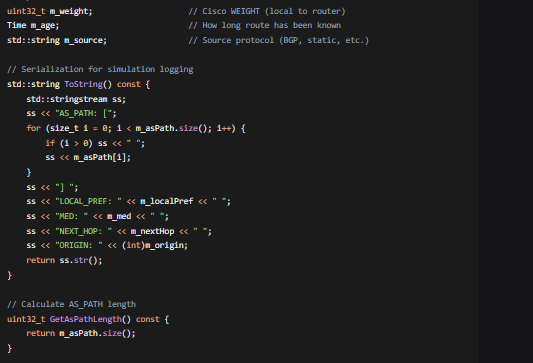 uint32_t m_weight;                // Cisco WEIGHT (local to router)
Time m_age;                       // How long route has been known
std::string m_source;             // Source protocol (BGP, static, etc.)

// Serialization for simulation logging
std::string ToString() const {
    std::stringstream ss;
    ss << "AS_PATH: [";
    for (size_t i = 0; i < m_asPath.size(); i++) {
        if (i > 0) ss << " ";
        ss << m_asPath[i];
    }
    ss << "] ";
    ss << "LOCAL_PREF: " << m_localPref << " ";
    ss << "MED: " << m_med << " ";
    ss << "NEXT_HOP: " << m_nextHop << " ";
    ss << "ORIGIN: " << (int)m_origin;
    return ss.str();
}

// Calculate AS_PATH length
uint32_t GetAsPathLength() const {
    return m_asPath.size();
}